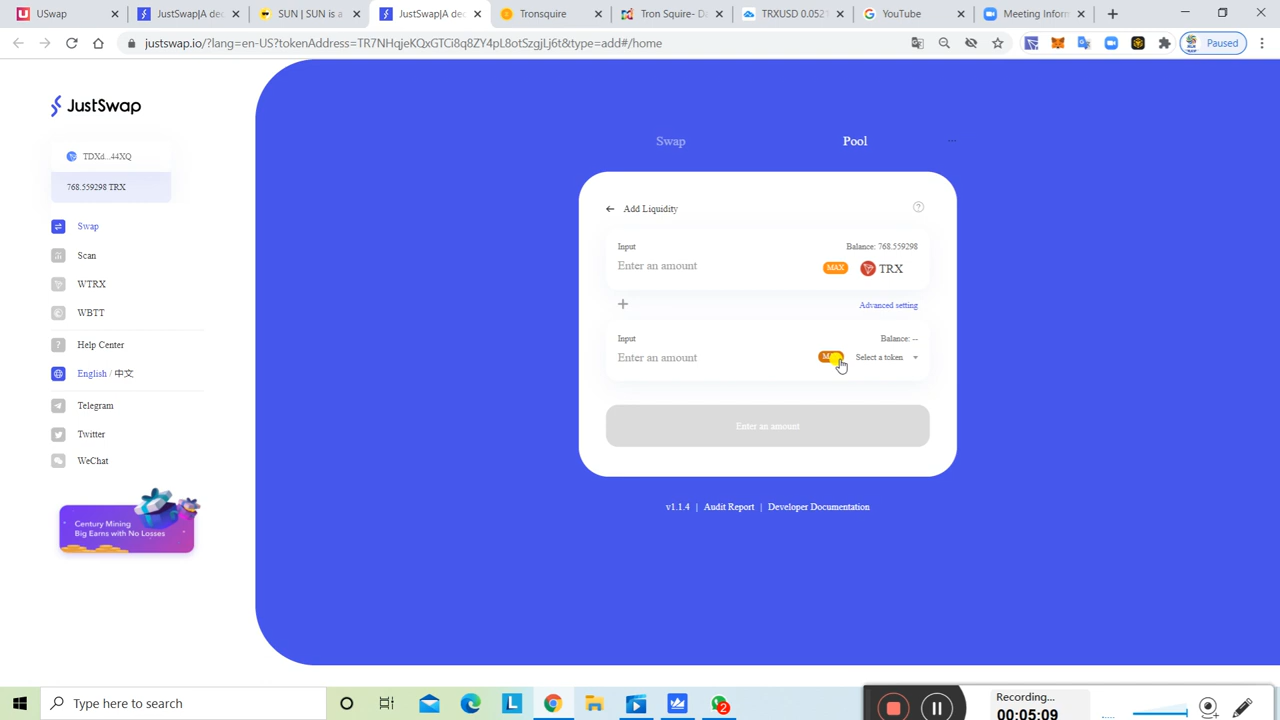 USwap
JustSwap|A dec
SUN | SUN is a
JustSwap|A dec
Tronsquire
Tron Squire- D
TRXUSD 0.0521
YouTube
Meeting Inform
justswap.io/?lang=en-US?tokenAddress=TR7NHqjeKQxGTCi8q8ZY4pL8otSzgjLj6t&type=add#/home
Paused
JustSwap
TDXd...44XQ
768.559298 TRX
Swap
Scan
WTRX
WBTT
Help Center
English / 中文
Telegram
Twitter
WeChat
Century Mining
Big Earns with No Losses
Swap
Pool
...
Add Liquidity
Input
Balance: 768.559298
Enter an amount
MAX
TRX
Advanced setting
Input
Balance: --
Enter an amount
Select a token
Enter an amount
v1.1.4 | Audit Report | Developer Documentation
Type here to search
2
Recording...
00:05:09